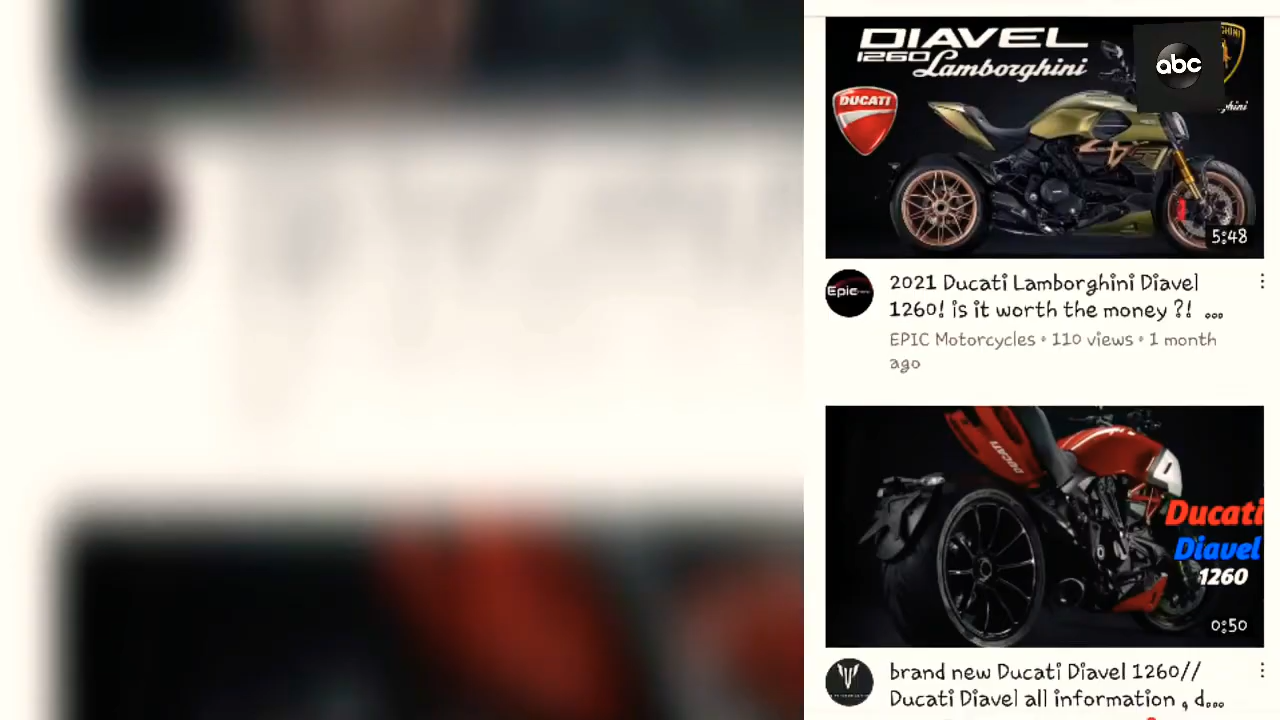 DIAVEL
1260 Lamborghini
abc
DUCATI
5:48
Epic
2021 Ducati Lamborghini Diavel
1260! is it worth the money ?! ...
EPIC Motorcycles • 110 views • 1 month
ago
DUCATI
Ducati
Diavel
1260
0:50
brand new Ducati Diavel 1260//
Ducati Diavel all information , d...